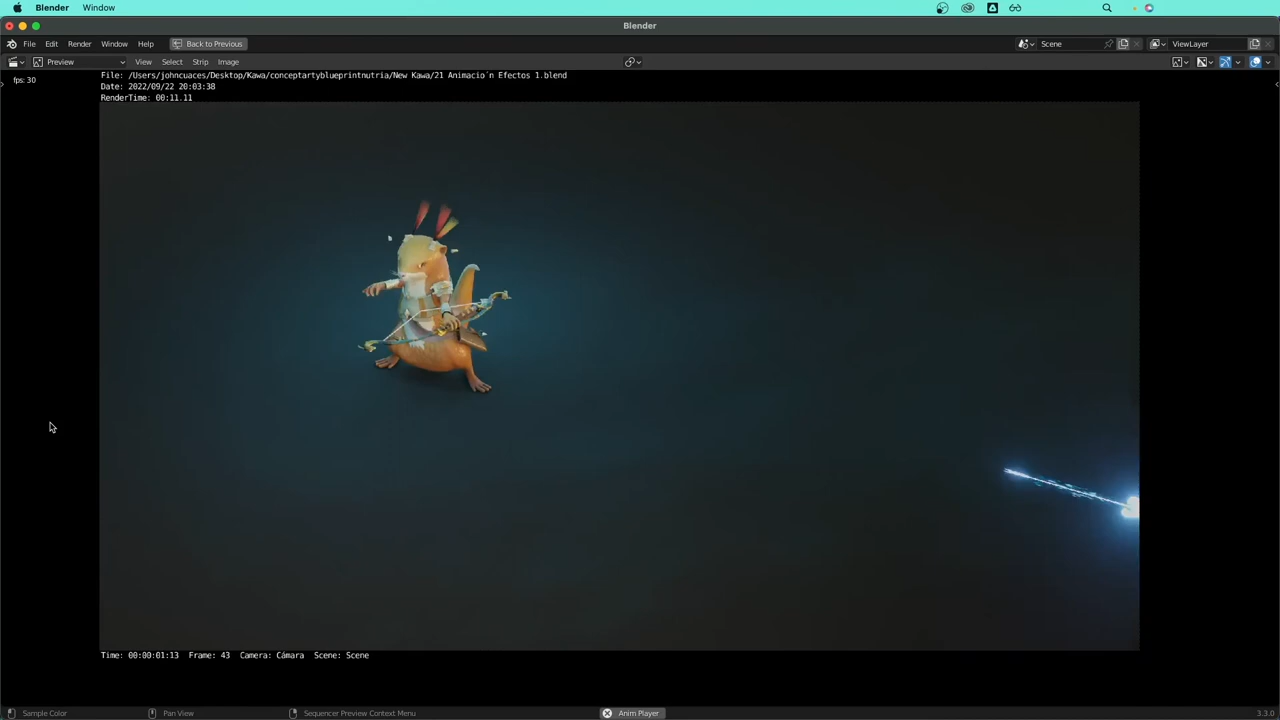 Blender Window
Blender
File Edit Render Window Help Back to Previous Scene ViewLayer
Preview View Select Strip Image
fps: 30
File: /Users/johncuaces/Desktop/Kawa/conceptartyblueprintnutria/New Kawa/21 Animacio´n Efectos 1.blend
Date: 2022/09/22 20:03:38
RenderTime: 00:11.11
Time: 00:00:01:13 Frame: 43 Camera: Cámara Scene: Scene
Sample Color Pan View Sequencer Preview Context Menu Anim Player 3.3.0